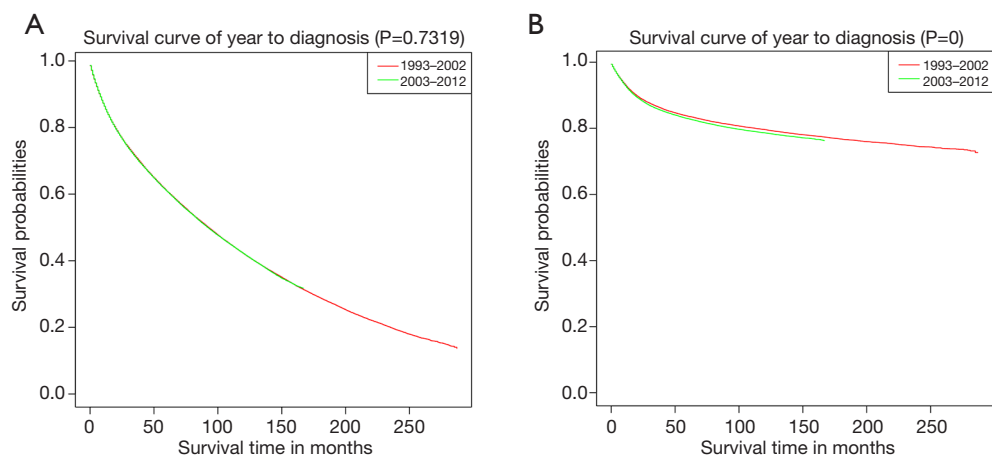 A
Survival curve of year to diagnosis (P=0.7319)
1993–2002
2003–2012
1.0
0.8
0.6
0.4
0.2
0.0
Survival probabilities
0 50 100 150 200 250
Survival time in months
B
Survival curve of year to diagnosis (P=0)
1993–2002
2003–2012
1.0
0.8
0.6
0.4
0.2
0.0
Survival probabilities
0 50 100 150 200 250
Survival time in months